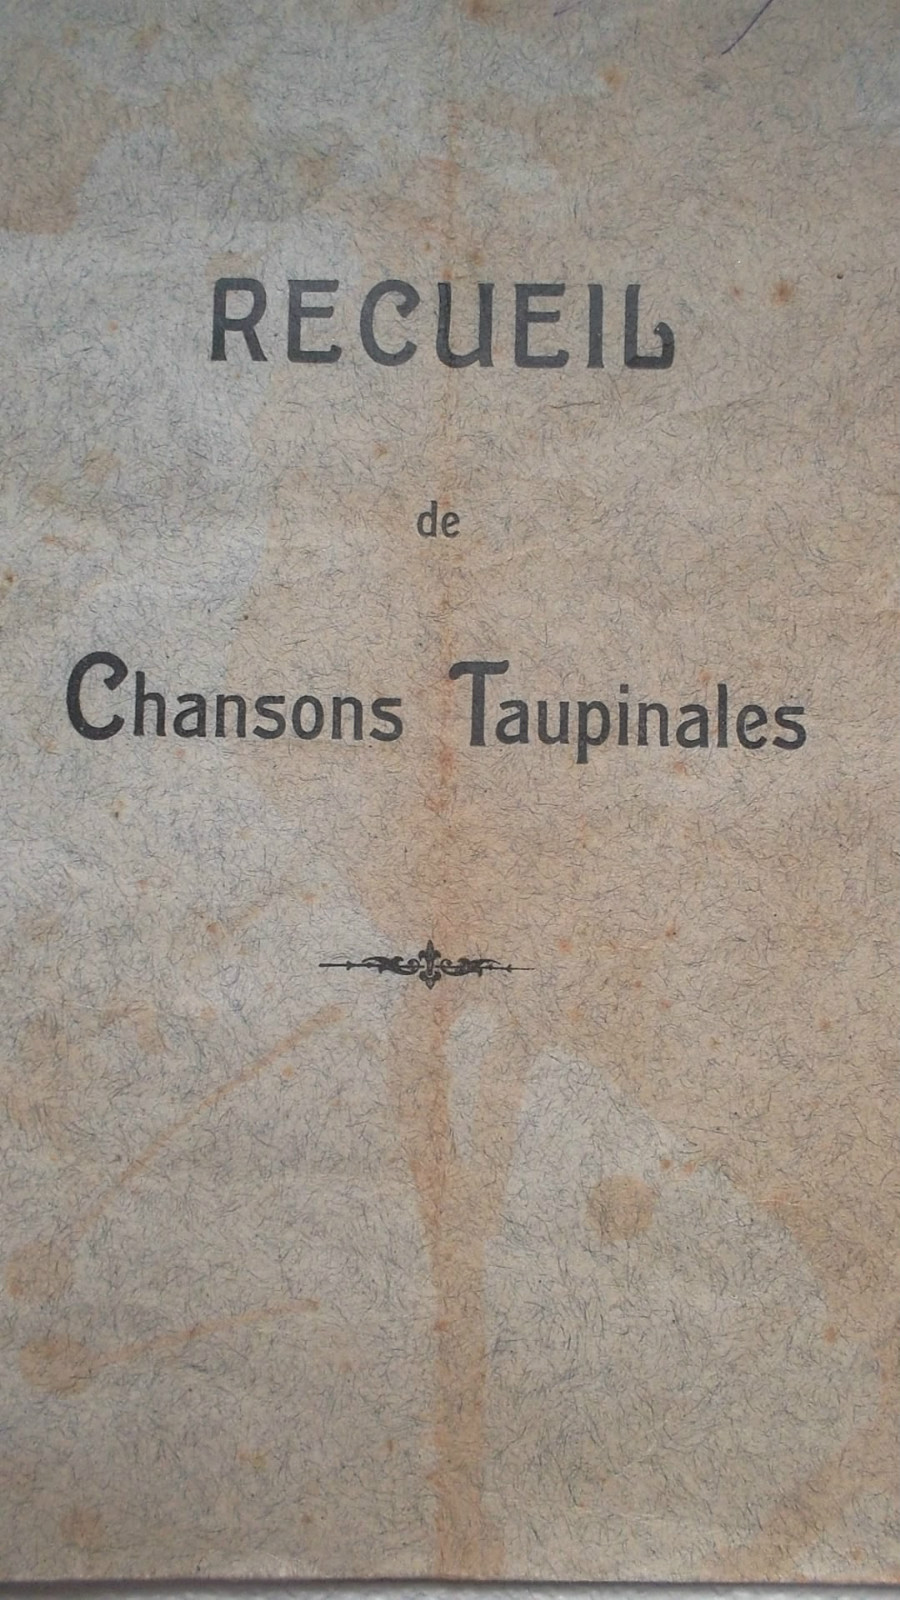 RECUEIL
de
Chansons Taupinales